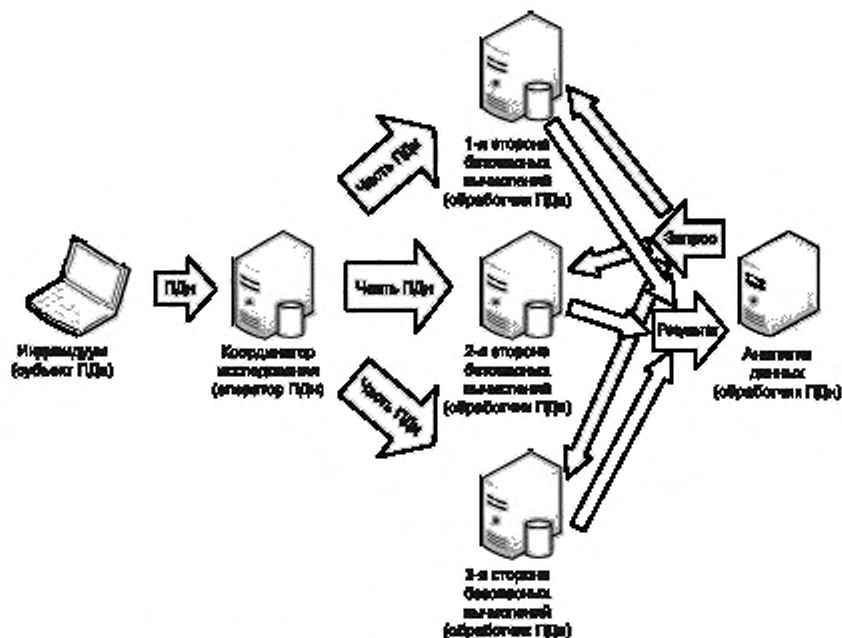 1-я сторона
безопасных
вычислений
(обработчик ПДн)
Часть ПДн
Запрос
ПДн
Часть ПДн
Результат
Индивидуум
(субъект ПДн)
Координатор
исследования
(оператор ПДн)
2-я сторона
безопасных
вычислений
(обработчик ПДн)
Аналитик
данных
(обработчик ПДн)
Часть ПДн
3-я сторона
безопасных
вычислений
(обработчик ПДн)